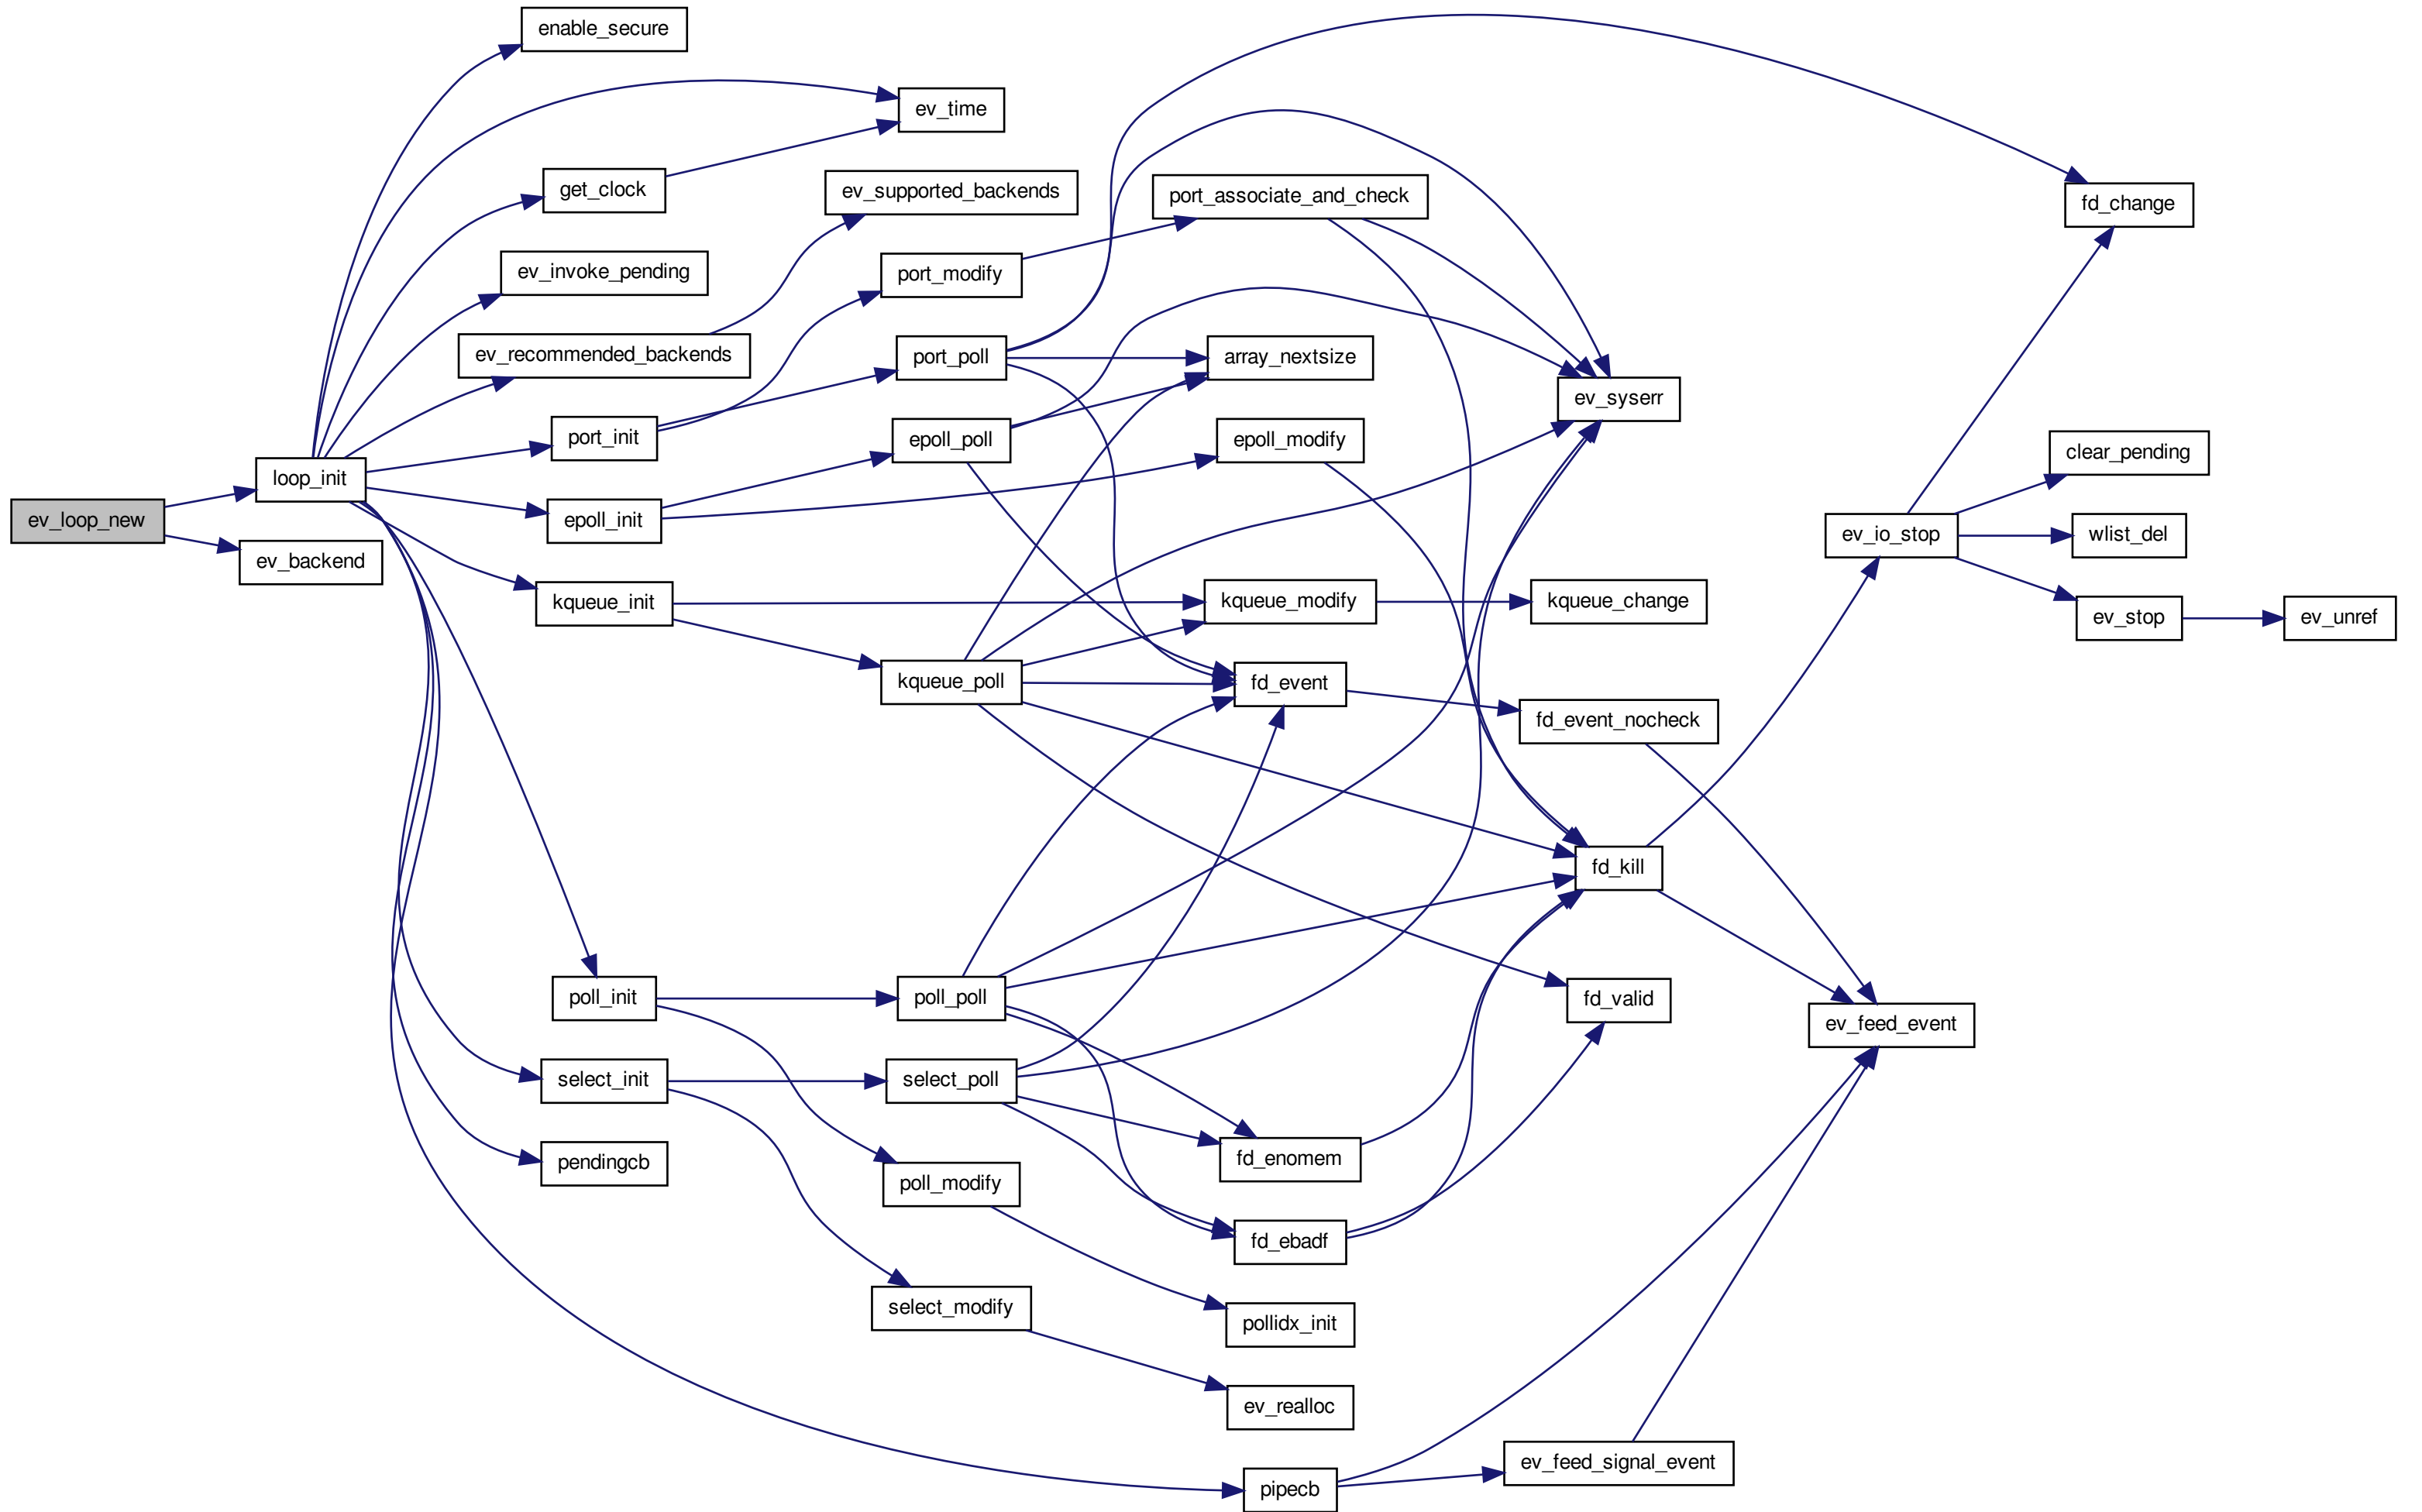 enable_secure
ev_time
get_clock
ev_supported_backends
port_associate_and_check
fd_change
ev_invoke_pending
port_modify
ev_recommended_backends
port_poll
array_nextsize
ev_syserr
port_init
epoll_poll
epoll_modify
clear_pending
loop_init
ev_loop_new
epoll_init
ev_io_stop
wlist_del
ev_backend
kqueue_init
kqueue_modify
kqueue_change
ev_stop
ev_unref
kqueue_poll
fd_event
fd_event_nocheck
fd_kill
poll_init
poll_poll
fd_valid
ev_feed_event
select_init
select_poll
pendingcb
fd_enomem
poll_modify
fd_ebadf
select_modify
pollidx_init
ev_realloc
ev_feed_signal_event
pipecb